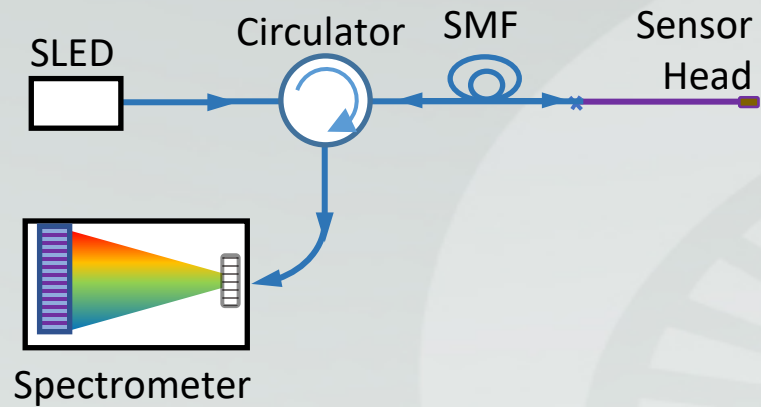 SLED
Circulator
SMF
Sensor
Head
Spectrometer